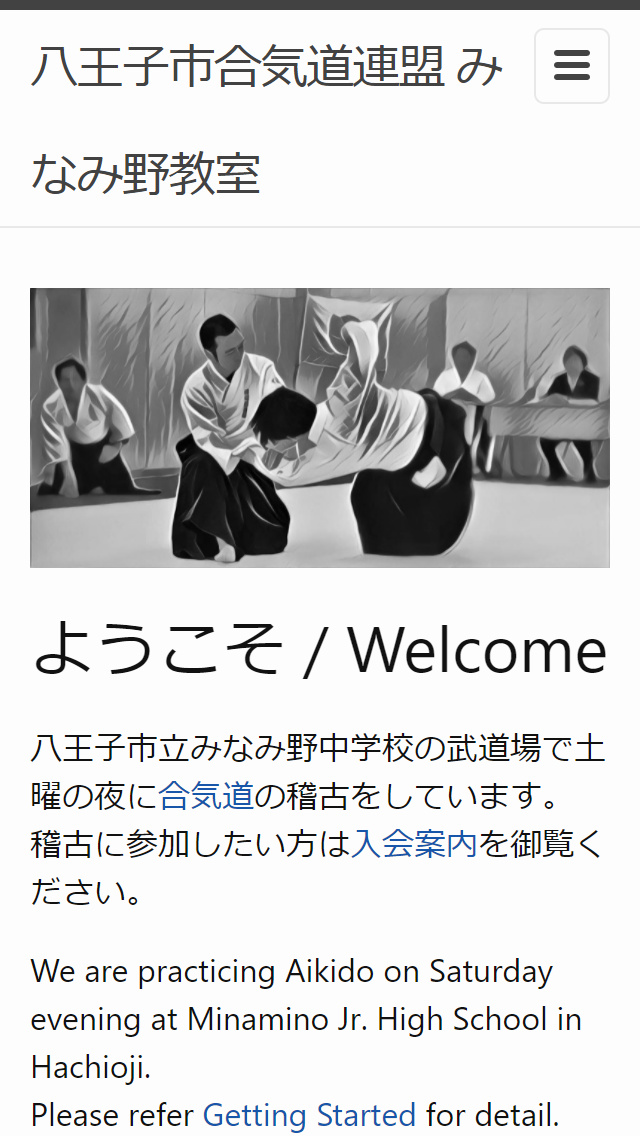 八王子市合気道連盟 み
なみ野教室
ようこそ / Welcome
八王子市立みなみ野中学校の武道場で土
曜の夜に合気道の稽古をしています。
稽古に参加したい方は入会案内を御覧く
ださい。
We are practicing Aikido on Saturday
evening at Minamino Jr. High School in
Hachioji.
Please refer Getting Started for detail.